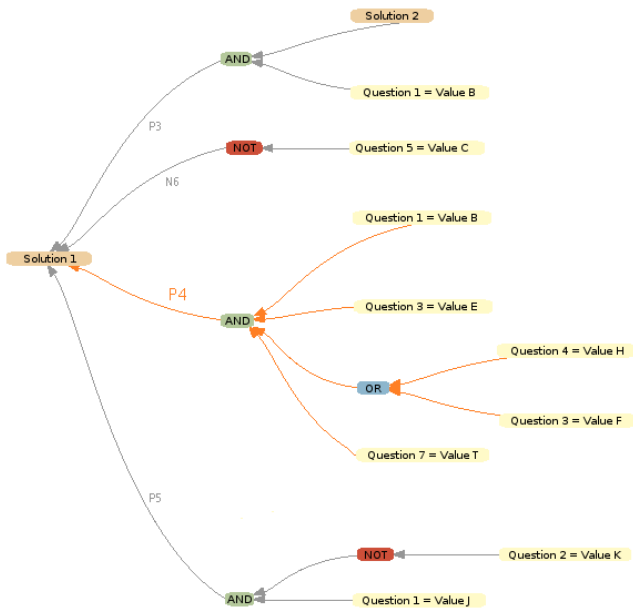 Solution 2
AND
Question 1 = Value B
P3
NOT
Question 5 = Value C
N6
Question 1 = Value B
Solution 1
P4
Question 3 = Value E
AND
Question 4 = Value H
OR
Question 3 = Value F
Question 7 = Value T
P5
NOT
Question 2 = Value K
AND
Question 1 = Value J